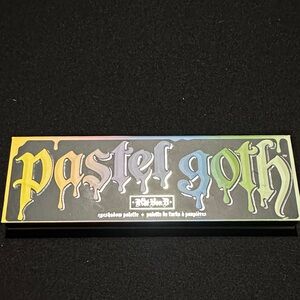 pastel goth
Kat Von D
eyeshadow palette + palette de fards à paupières